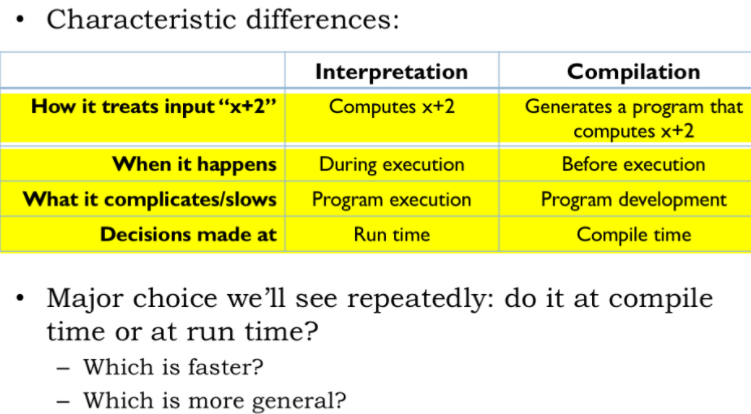 • Characteristic differences:
Interpretation Compilation
How it treats input “x+2” Computes x+2 Generates a program that
computes x+2
When it happens During execution Before execution
What it complicates/slows Program execution Program development
Decisions made at Run time Compile time
• Major choice we’ll see repeatedly: do it at compile
time or at run time?
– Which is faster?
– Which is more general?